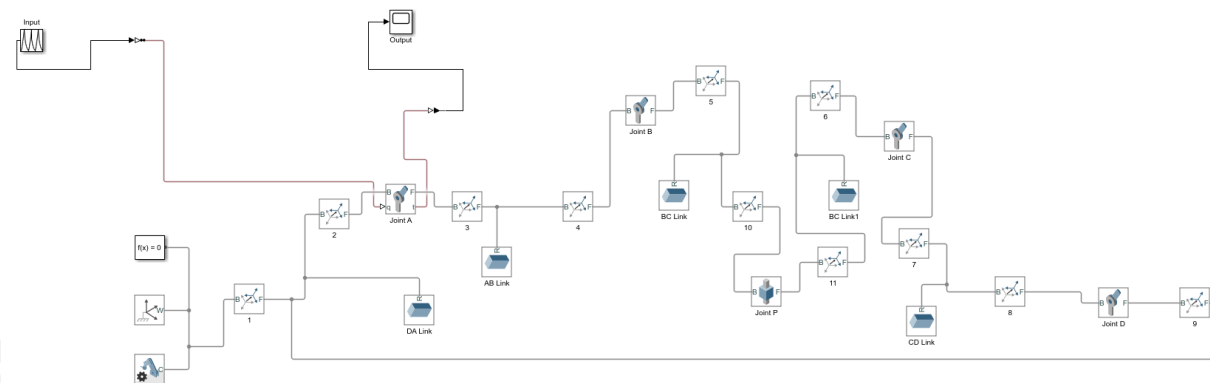 Input
Output
f(x) = 0
W
C
B F
1
B F
2
B F
q t
Joint A
B F
3
R
AB Link
R
DA Link
B F
4
B F
Joint B
B F
5
R
BC Link
B F
10
B F
Joint P
B F
11
B F
6
R
BC Link1
B F
Joint C
B F
7
R
CD Link
B F
8
B F
Joint D
B F
9